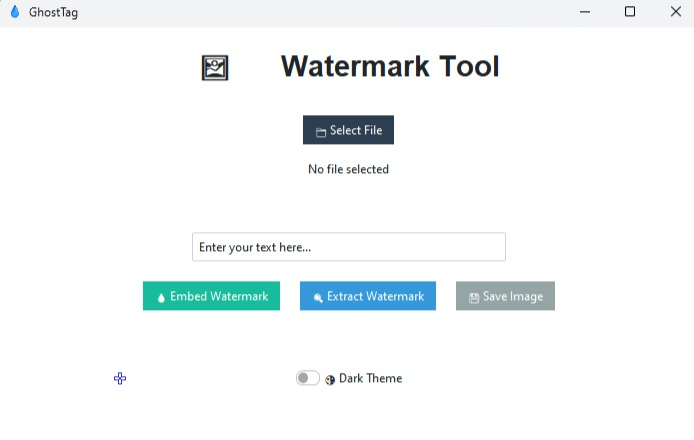 GhostTag
Watermark Tool
Select File
No file selected
Enter your text here...
Embed Watermark Extract Watermark Save Image
Dark Theme